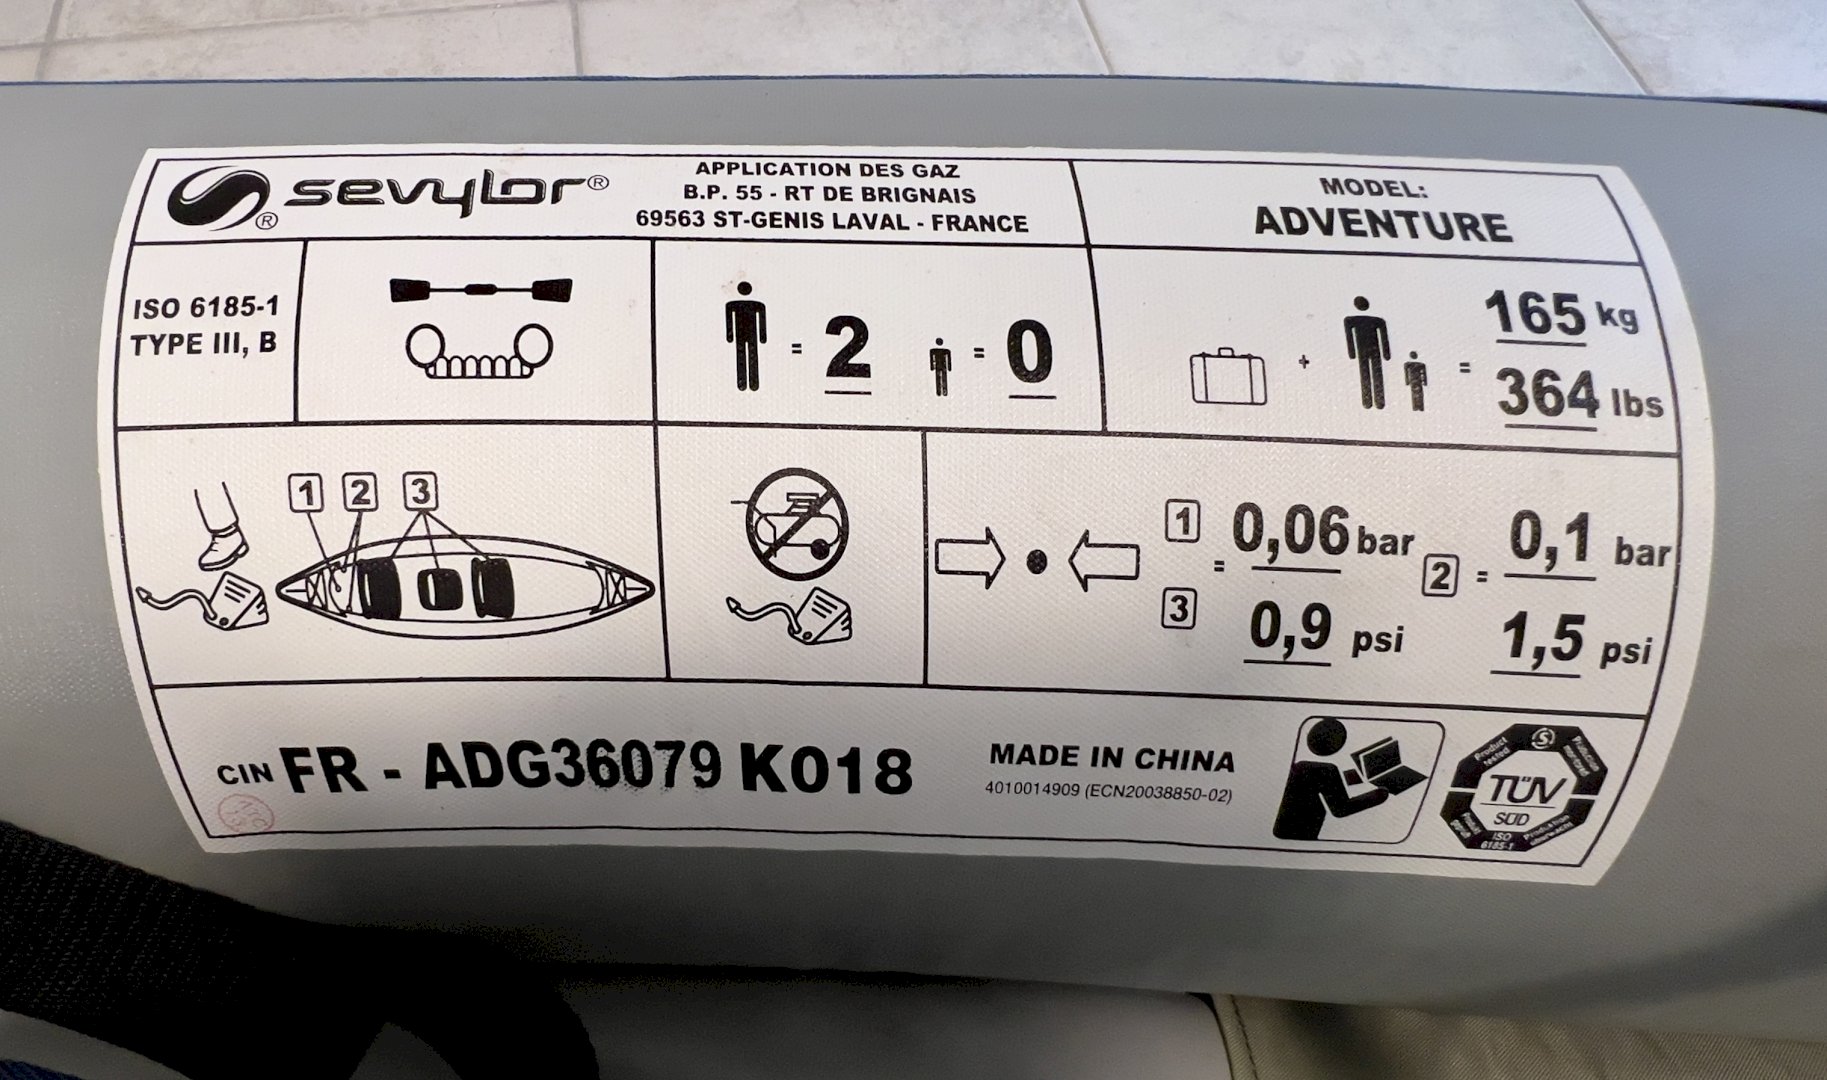 sevylor®
®
APPLICATION DES GAZ
B.P. 55 - RT DE BRIGNAIS
69563 ST-GENIS LAVAL - FRANCE
MODEL:
ADVENTURE
ISO 6185-1
TYPE III, B
= 2
= 0
+ = 165 kg
364 lbs
1 2 3
1
3
= 0,06 bar
0,9 psi
2 = 0,1 bar
1,5 psi
CIN FR - ADG36079 K018
MADE IN CHINA
4010014909 (ECN20038850-02)
Product tested
S
TÜV
SÜD
ISO
6185-1